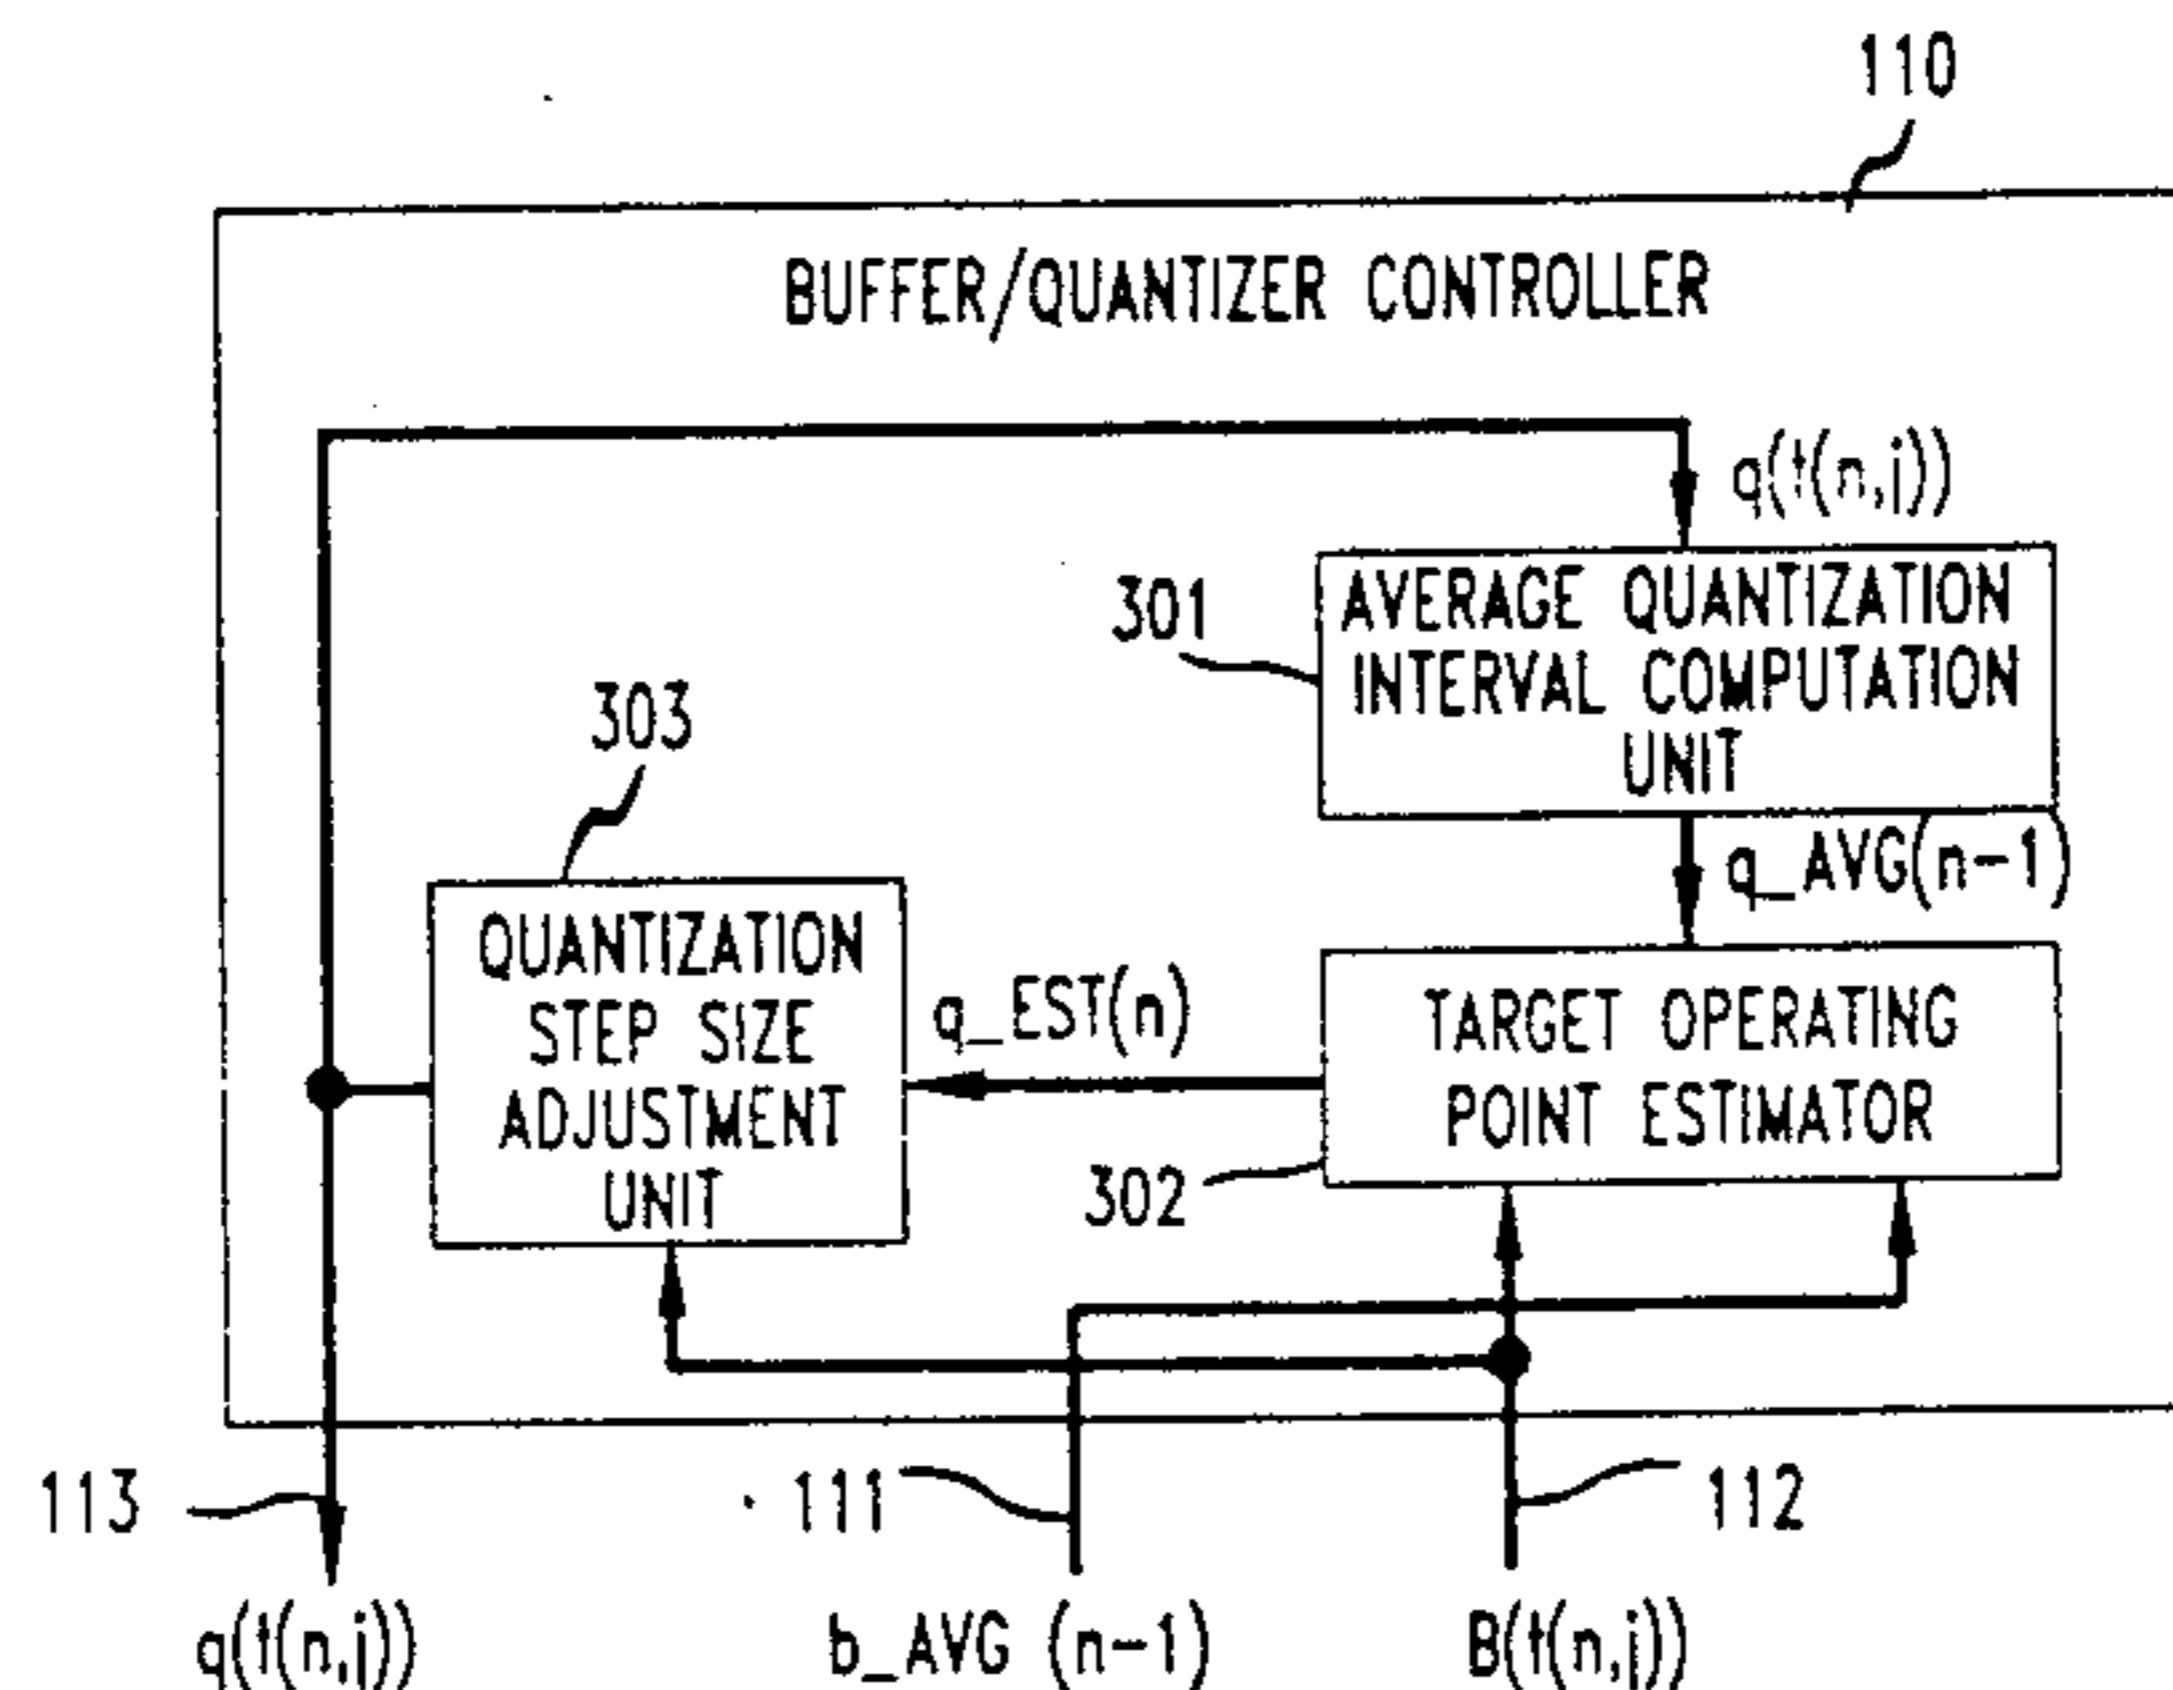 110
BUFFER/QUANTIZER CONTROLLER
q(t(n,j))
301
AVERAGE QUANTIZATION
INTERVAL COMPUTATION
UNIT
303
q_AVG(n-1)
QUANTIZATION
STEP SIZE
ADJUSTMENT
UNIT
q_EST(n)
TARGET OPERATING
POINT ESTIMATOR
302
113
111
112
q(t(n,j))
b_AVG (n-1)
B(t(n,j))